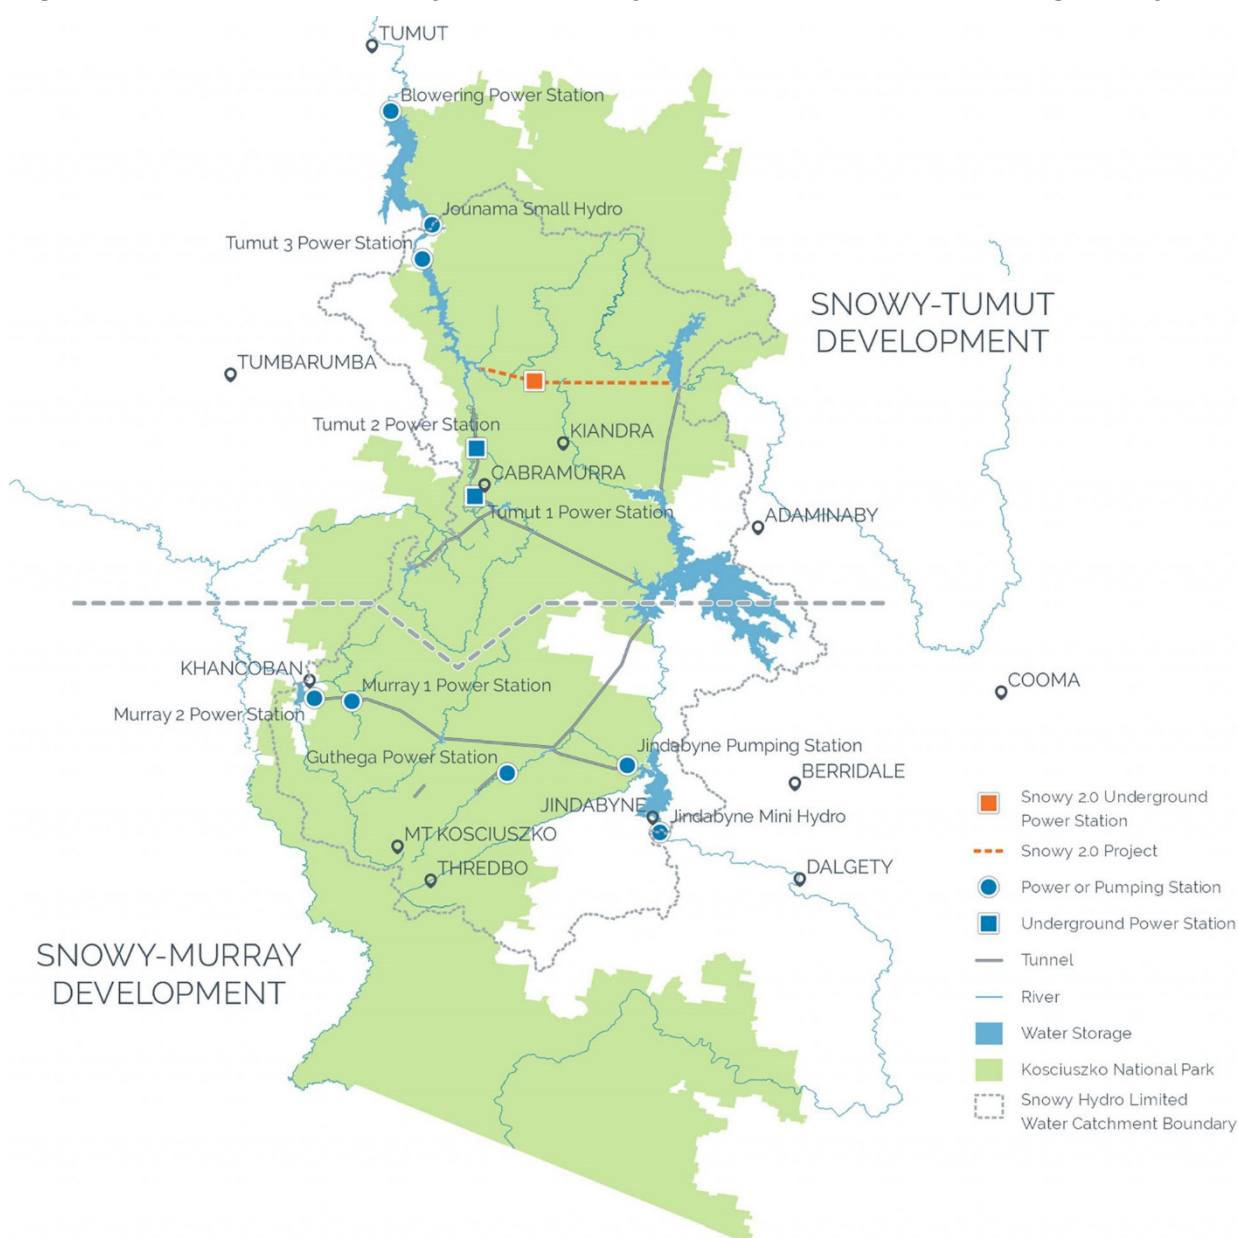 TUMUT
Blowering Power Station
Jounama Small Hydro
Tumut 3 Power Station
SNOWY-TUMUT
DEVELOPMENT
TUMBARUMBA
Tumut 2 Power Station
KIANDRA
CABRAMURRA
Tumut 1 Power Station
ADAMINABY
KHANCOBAN
Murray 1 Power Station
COOMA
Murray 2 Power Station
Guthega Power Station
Jindabyne Pumping Station
BERRIDALE
JINDABYNE
Jindabyne Mini Hydro
MT KOSCIUSZKO
THREDBO
DALGETY
SNOWY-MURRAY
DEVELOPMENT
Snowy 2.0 Underground
Power Station
Snowy 2.0 Project
Power or Pumping Station
Underground Power Station
Tunnel
River
Water Storage
Kosciuszko National Park
Snowy Hydro Limited
Water Catchment Boundary